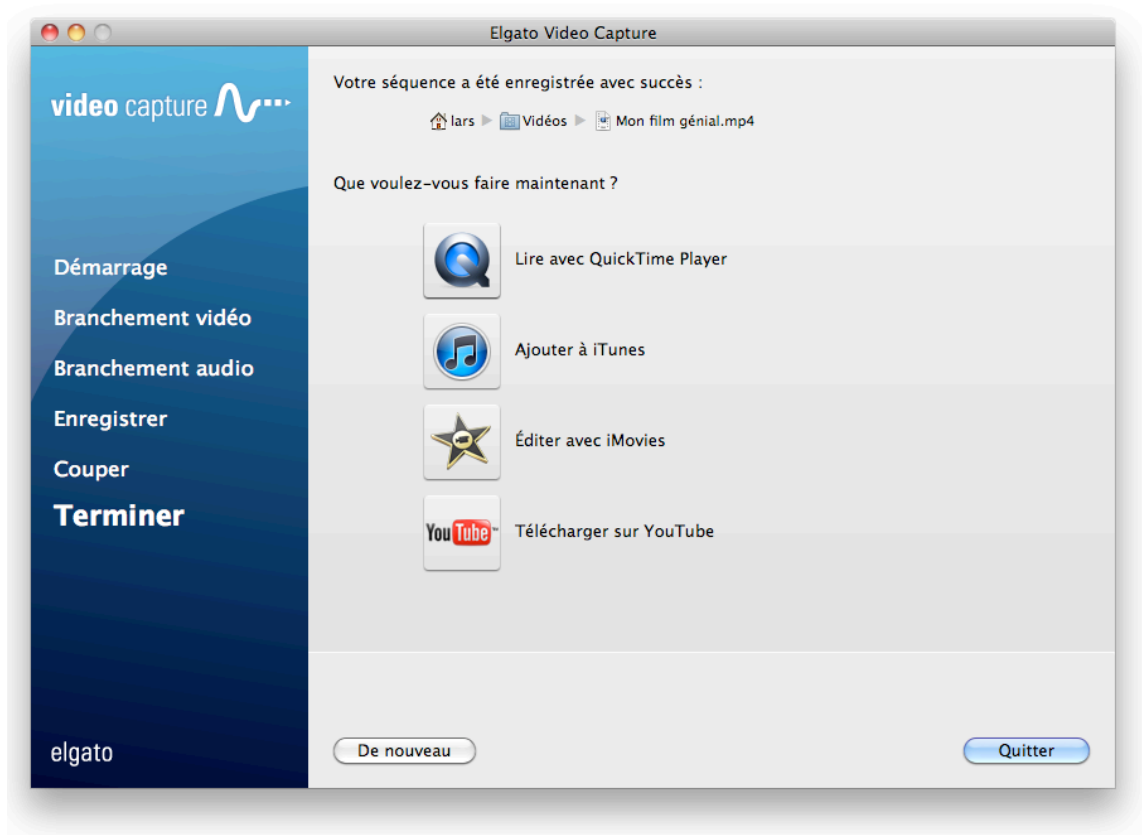 Elgato Video Capture
video capture
Démarrage
Branchement vidéo
Branchement audio
Enregistrer
Couper
Terminer
elgato
Votre séquence a été enregistrée avec succès :
lars ▶ Vidéos ▶ Mon film génial.mp4
Que voulez-vous faire maintenant ?
Lire avec QuickTime Player
Ajouter à iTunes
Éditer avec iMovies
YouTube™ Télécharger sur YouTube
De nouveau
Quitter